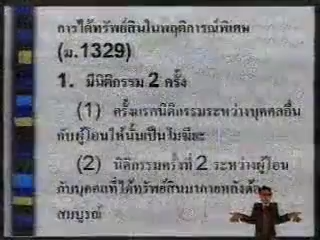 การได้ทรัพย์สินในพฤติการณ์พิเศษ
(ม.1329)
1. มีนิติกรรม 2 ครั้ง
(1) ครั้งแรกนิติกรรมระหว่างบุคคลอื่น
กับผู้โอนให้นั้นเป็นโมฆียะ
(2) นิติกรรมครั้งที่ 2 ระหว่างผู้โอน
กับบุคคลที่ได้ทรัพย์สินมาภายหลังต้อง
สมบูรณ์